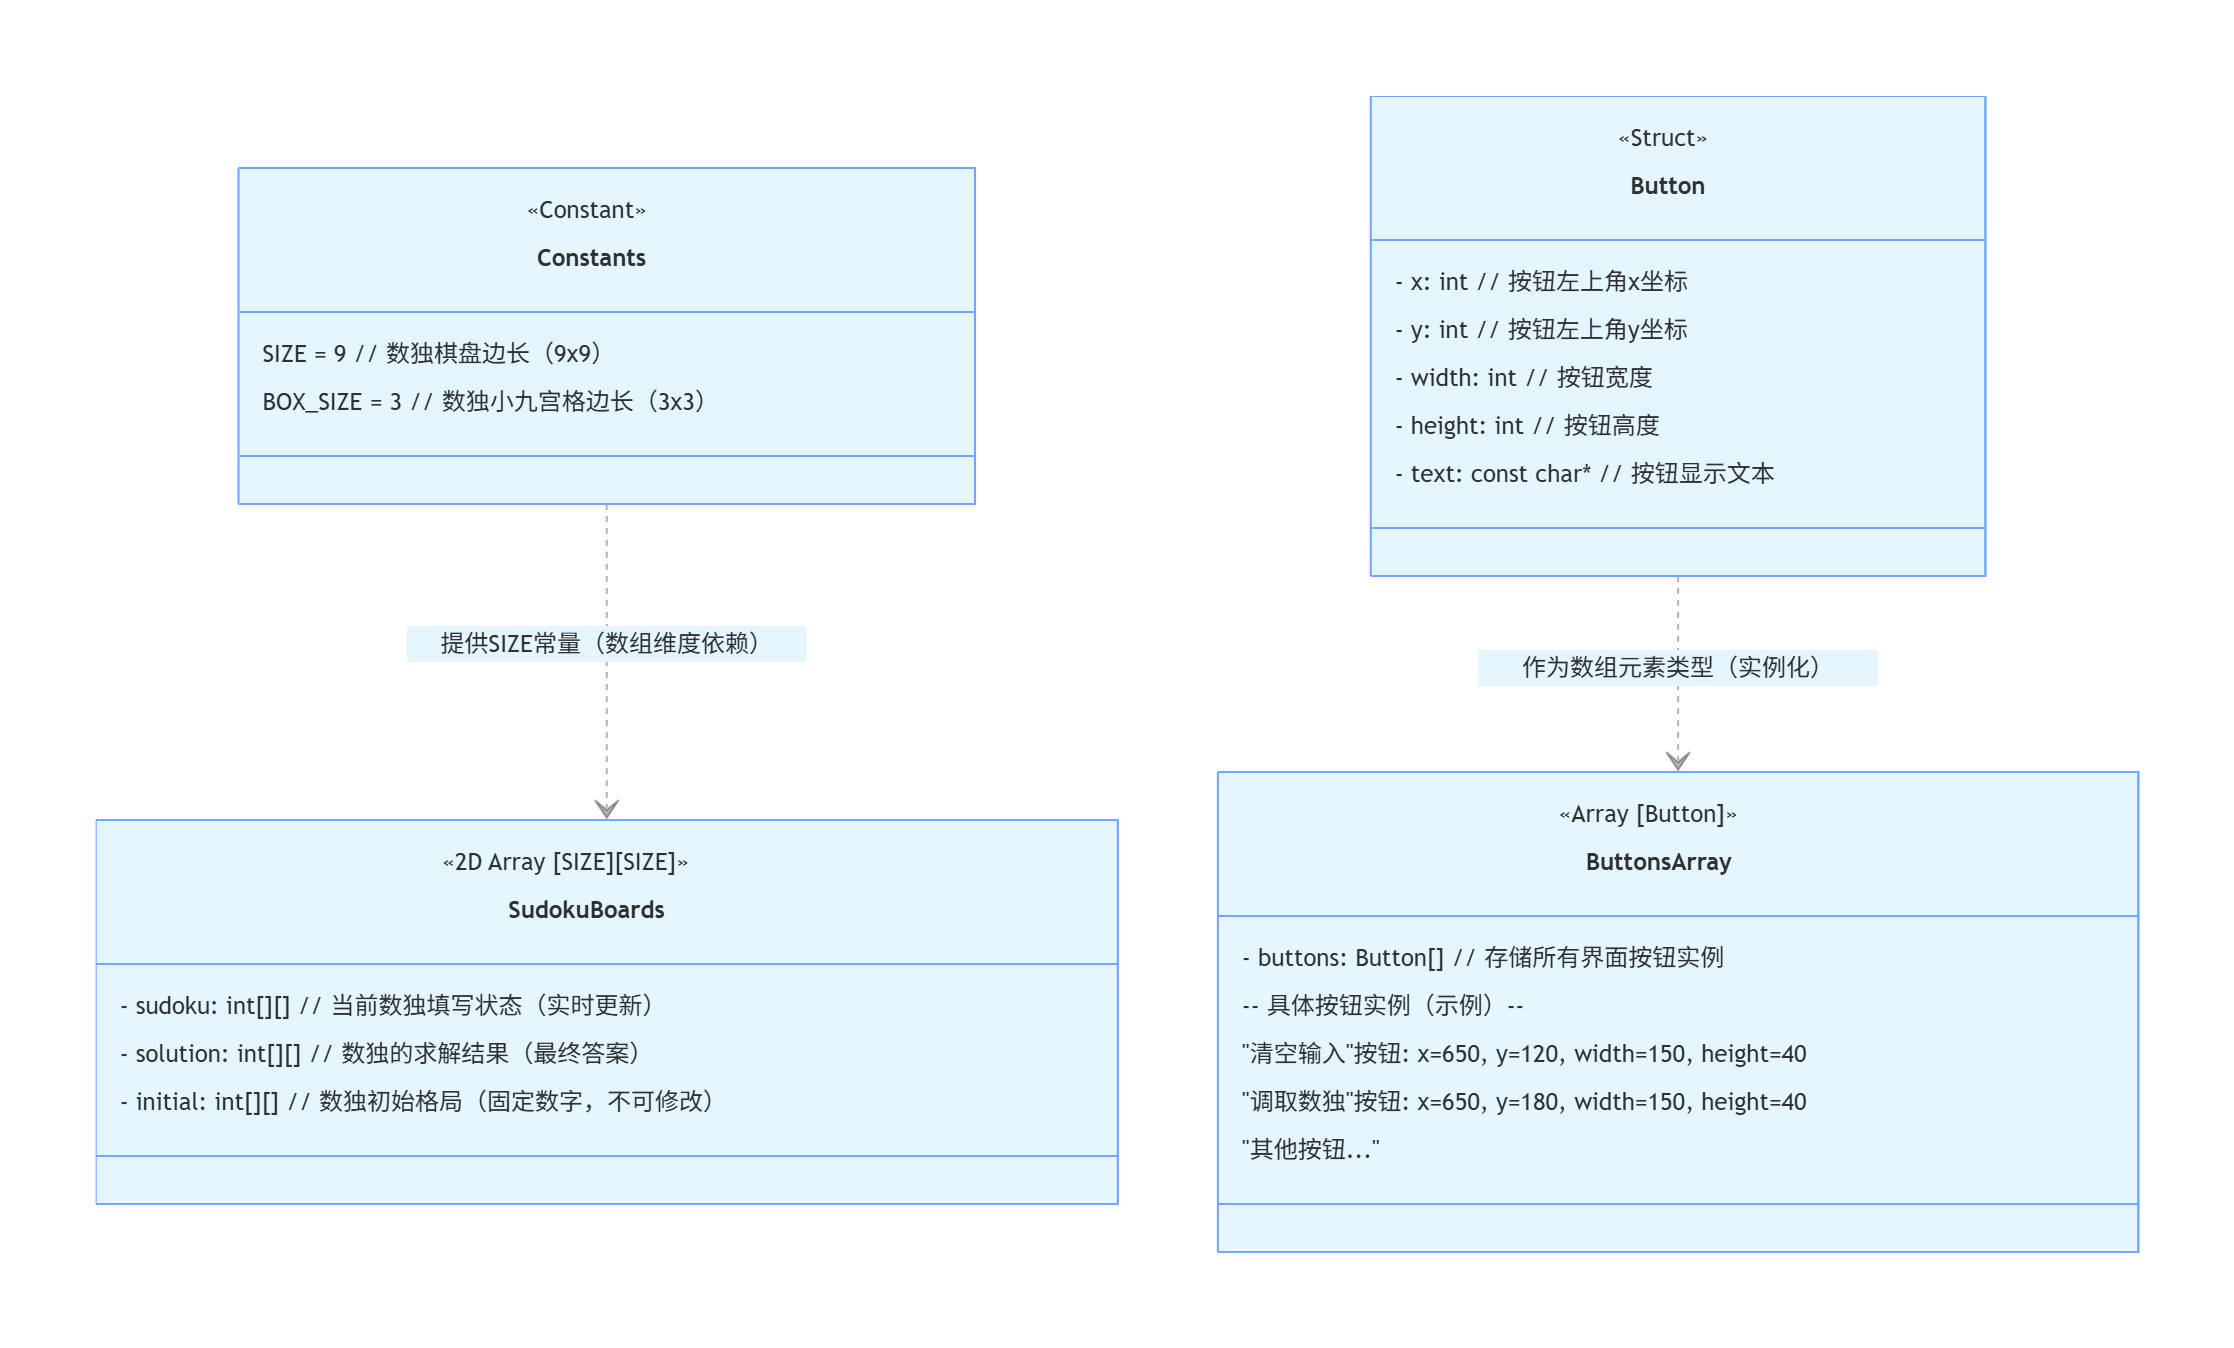 «Constant»
Constants
SIZE = 9 // 数独棋盘边长（9x9）
BOX_SIZE = 3 // 数独小九宫格边长（3x3）
提供SIZE常量（数组维度依赖）
«2D Array [SIZE][SIZE]»
SudokuBoards
- sudoku: int[][] // 当前数独填写状态（实时更新）
- solution: int[][] // 数独的求解结果（最终答案）
- initial: int[][] // 数独初始格局（固定数字，不可修改）
«Struct»
Button
- x: int // 按钮左上角x坐标
- y: int // 按钮左上角y坐标
- width: int // 按钮宽度
- height: int // 按钮高度
- text: const char* // 按钮显示文本
作为数组元素类型（实例化）
«Array [Button]»
ButtonsArray
- buttons: Button[] // 存储所有界面按钮实例
-- 具体按钮实例（示例）--
"清空输入"按钮: x=650, y=120, width=150, height=40
"调取数独"按钮: x=650, y=180, width=150, height=40
"其他按钮..."